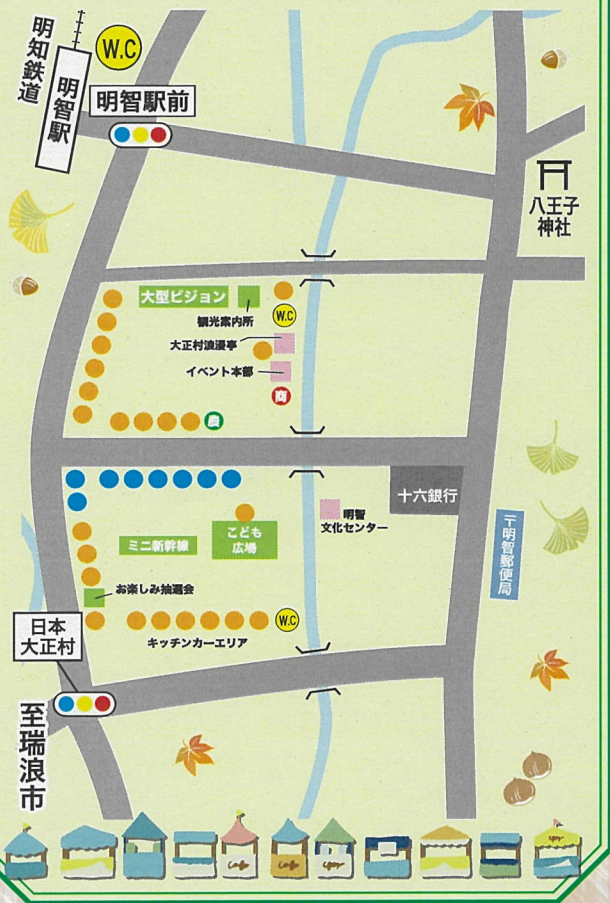 明知鉄道
明智駅
W.C
明智駅前
八王子
神社
大型ビジョン
観光案内所
W.C
大正村浪漫亭
イベント本部
商
農
十六銀行
明智
文化センター
こども
広場
ミニ新幹線
〒明智郵便局
お楽しみ抽選会
W.C
キッチンカーエリア
日本
大正村
至瑞浪市